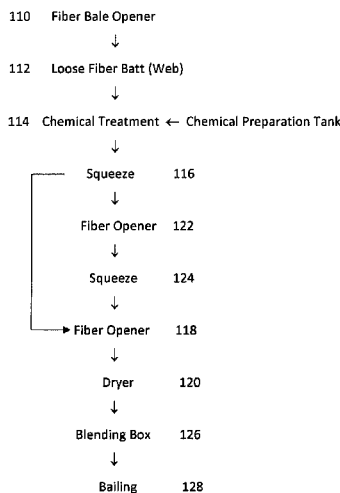 110 Fiber Bale Opener
↓
112 Loose Fiber Batt (Web)
↓
114 Chemical Treatment ← Chemical Preparation Tank
↓
Squeeze 116
↓
Fiber Opener 122
↓
Squeeze 124
↓
Fiber Opener 118
↓
Dryer 120
↓
Blending Box 126
↓
Bailing 128